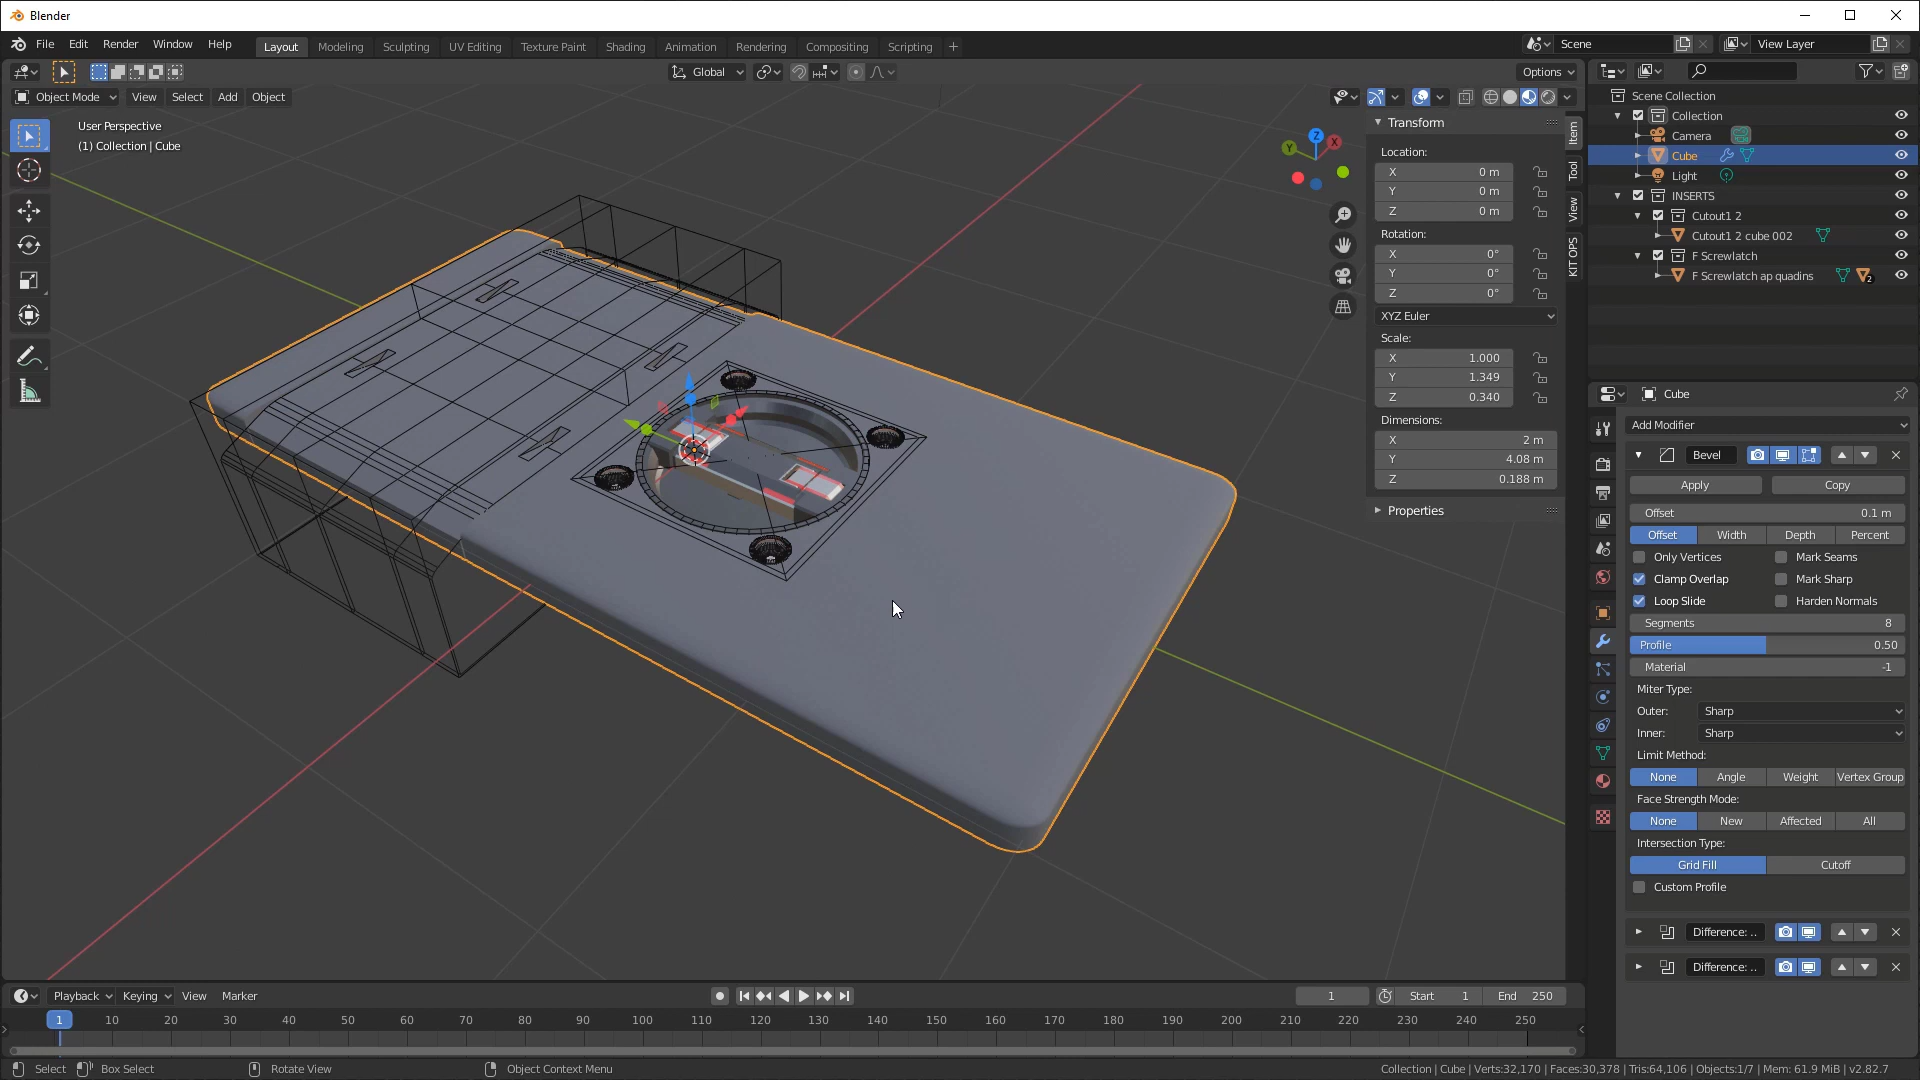 Blender
File Edit Render Window Help
Layout Modeling Sculpting UV Editing Texture Paint Shading Animation Rendering Compositing Scripting +
Scene
View Layer
Global
Options
Object Mode View Select Add Object
User Perspective
(1) Collection | Cube
Z
Y
X
Transform
Location:
X 0 m
Y 0 m
Z 0 m
Rotation:
X 0°
Y 0°
Z 0°
XYZ Euler
Scale:
X 1.000
Y 1.349
Z 0.340
Dimensions:
X 2 m
Y 4.08 m
Z 0.188 m
Properties
Item
Tool
View
KIT OPS
Scene Collection
Collection
Camera
Cube
Light
INSERTS
Cutout1 2
Cutout1 2 cube 002
F Screwlatch
F Screwlatch ap quadins 2
Cube
Add Modifier
Bevel
Apply Copy
Offset 0.1 m
Offset Width Depth Percent
Only Vertices Mark Seams
Clamp Overlap Mark Sharp
Loop Slide Harden Normals
Segments 8
Profile 0.50
Material -1
Miter Type:
Outer: Sharp
Inner: Sharp
Limit Method:
None Angle Weight Vertex Group
Face Strength Mode:
None New Affected All
Intersection Type:
Grid Fill Cutoff
Custom Profile
Difference: ..
Difference: ..
Playback Keying View Marker
1 Start 1 End 250
1 10 20 30 40 50 60 70 80 90 100 110 120 130 140 150 160 170 180 190 200 210 220 230 240 250
Select Box Select Rotate View Object Context Menu
Collection | Cube | Verts:32,170 | Faces:30,378 | Tris:64,106 | Objects:1/7 | Mem: 61.9 MiB | v2.82.7